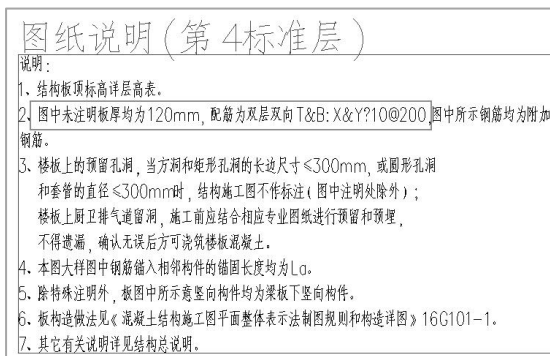 图纸说明(第4标准层)
说明:
1、结构板顶标高详层高表。
2、图中未注明板厚均为120mm,配筋为双层双向T&B:X&Y?10@200,图中所示钢筋均为附加
钢筋。
3、楼板上的预留孔洞,当方洞和矩形孔洞的长边尺寸≤300mm,或圆形孔洞
和套管的直径≤300mm时,结构施工图不作标注(图中注明处除外);
楼板上厨卫排气道留洞,施工前应结合相应专业图纸进行预留和预埋,
不得遗漏,确认无误后方可浇筑楼板混凝土。
4、本图大样图中钢筋锚入相邻构件的锚固长度均为La。
5、除特殊注明外,板图中所示意竖向构件均为梁板下竖向构件。
6、板构造做法见《混凝土结构施工图平面整体表示法制图规则和构造详图》16G101-1。
7、其它有关说明详见结构总说明。